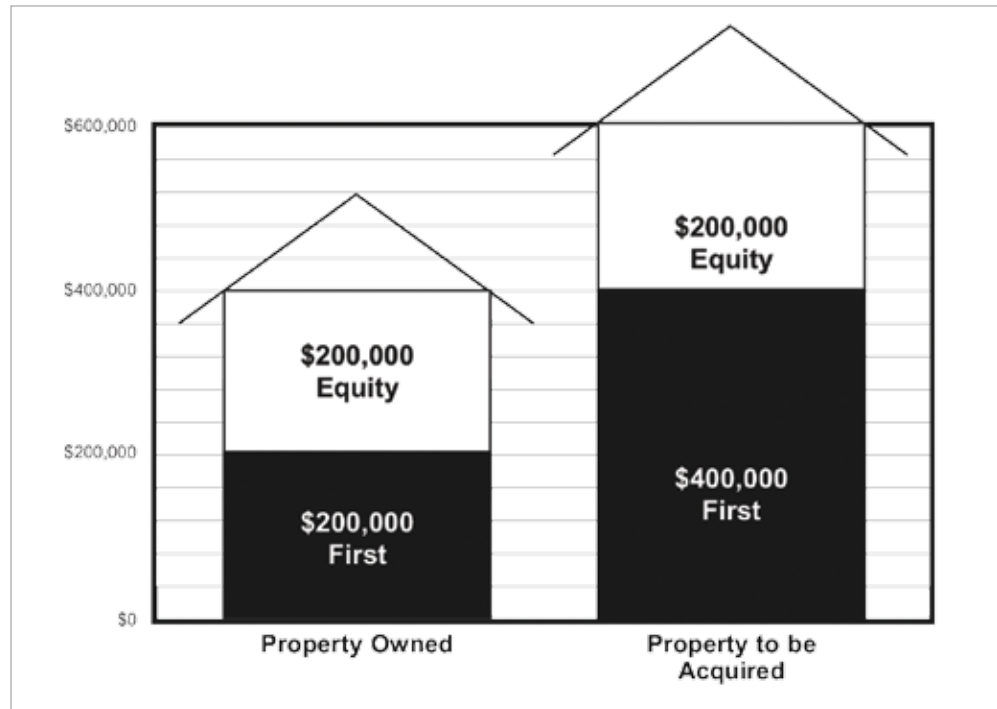 $600,000
$400,000
$200,000
$0
$200,000
Equity
$200,000
First
$200,000
Equity
$400,000
First
Property Owned
Property to be
Acquired